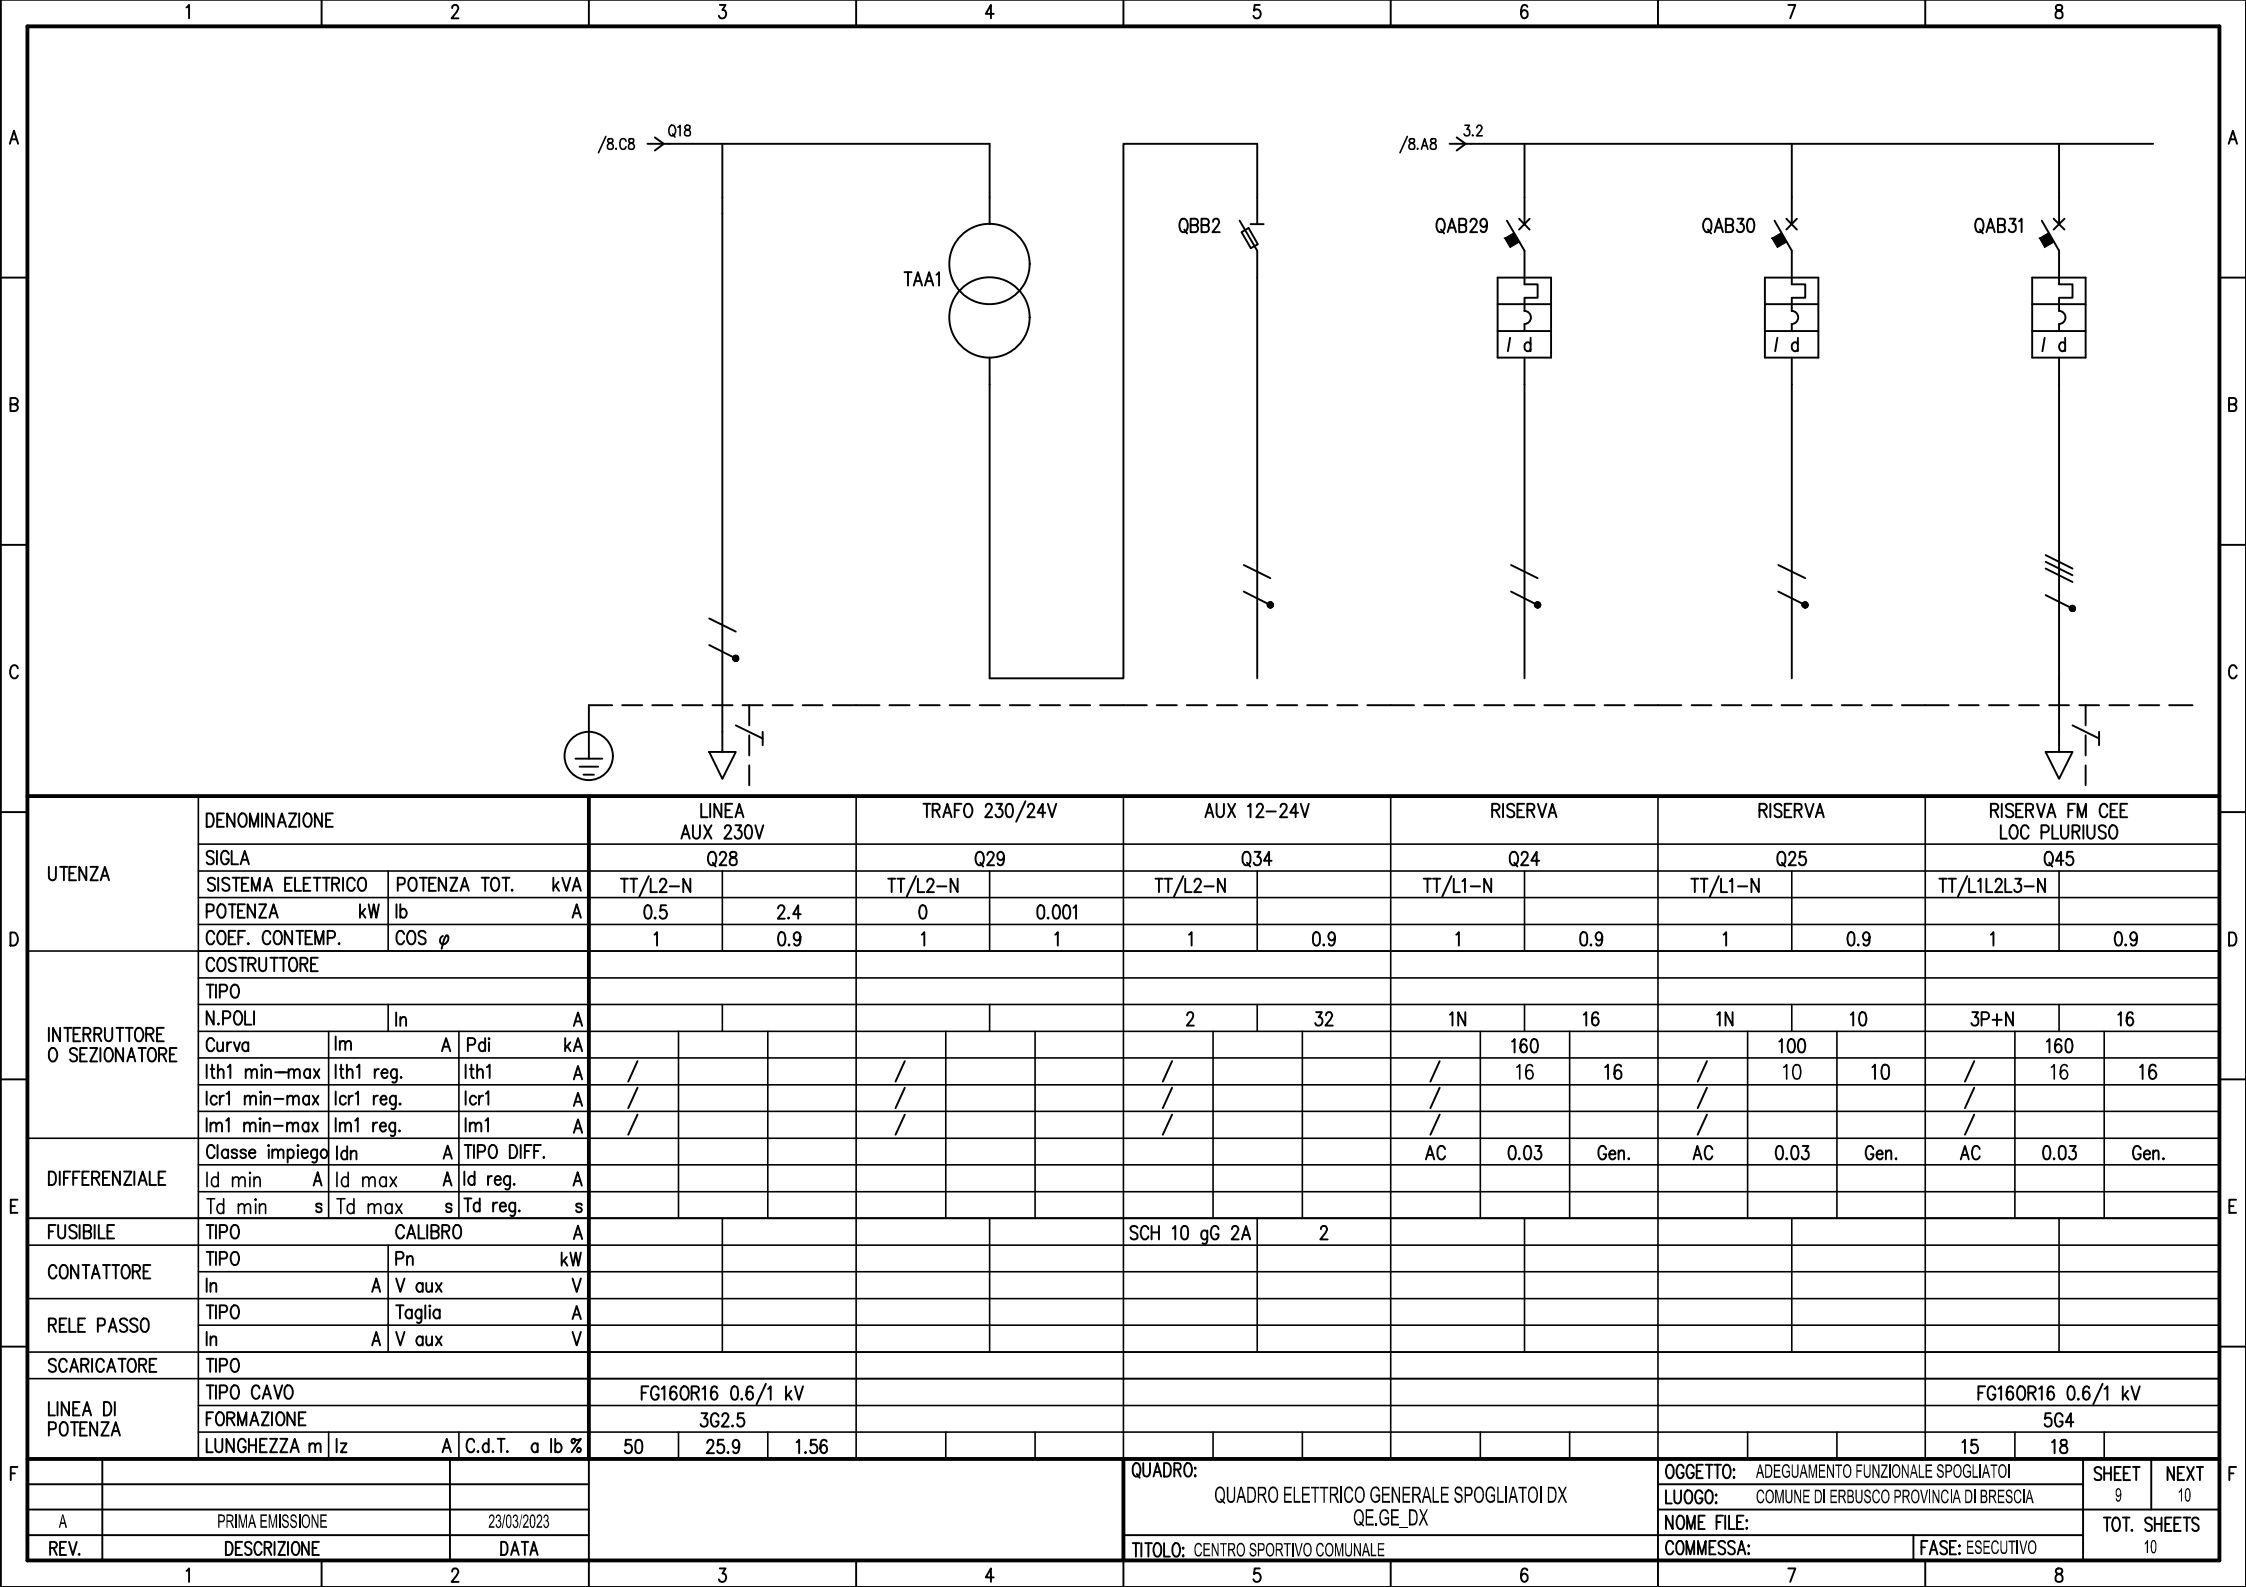 1 2 3 4 5 6 7 8
A A
/8.C8 Q18 /8.A8 3.2
QBB2 QAB29 QAB30 QAB31
TAA1
I d I d I d
B B
C C
D D
E E
F F
UTENZA
DENOMINAZIONE LINEA AUX 230V TRAFO 230/24V AUX 12-24V RISERVA RISERVA RISERVA FM CEE LOC PLURIUSO
SIGLA Q28 Q29 Q34 Q24 Q25 Q45
SISTEMA ELETTRICO POTENZA TOT. kVA TT/L2-N TT/L2-N TT/L2-N TT/L1-N TT/L1-N TT/L1L2L3-N
POTENZA kW Ib A 0.5 2.4 0 0.001
COEF. CONTEMP. COS φ 1 0.9 1 1 1 0.9 1 0.9 1 0.9 1 0.9
INTERRUTTORE
O SEZIONATORE
COSTRUTTORE
TIPO
N.POLI In A 2 32 1N 16 1N 10 3P+N 16
Curva Im A Pdi kA 160 100 160
Ith1 min-max Ith1 reg. Ith1 A / / / / 16 16 / 10 10 / 16 16
Icr1 min-max Icr1 reg. Icr1 A / / / / / /
Im1 min-max Im1 reg. Im1 A / / / / / /
DIFFERENZIALE
Classe impiego Idn A TIPO DIFF. AC 0.03 Gen. AC 0.03 Gen. AC 0.03 Gen.
Id min A Id max A Id reg. A
Td min s Td max s Td reg. s
FUSIBILE TIPO CALIBRO A SCH 10 gG 2A 2
CONTATTORE
TIPO Pn kW
In A V aux V
RELE PASSO
TIPO Taglia A
In A V aux V
SCARICATORE TIPO
LINEA DI
POTENZA
TIPO CAVO FG16OR16 0.6/1 kV FG16OR16 0.6/1 kV
FORMAZIONE 3G2.5 5G4
LUNGHEZZA m Iz A C.d.T. a Ib % 50 25.9 1.56 15 18
A PRIMA EMISSIONE 23/03/2023
REV. DESCRIZIONE DATA
QUADRO:
QUADRO ELETTRICO GENERALE SPOGLIATOI DX
QE.GE_DX
TITOLO: CENTRO SPORTIVO COMUNALE
OGGETTO: ADEGUAMENTO FUNZIONALE SPOGLIATOI
LUOGO: COMUNE DI ERBUSCO PROVINCIA DI BRESCIA
NOME FILE:
COMMESSA: FASE: ESECUTIVO
SHEET NEXT
9 10
TOT. SHEETS
10
1 2 3 4 5 6 7 8